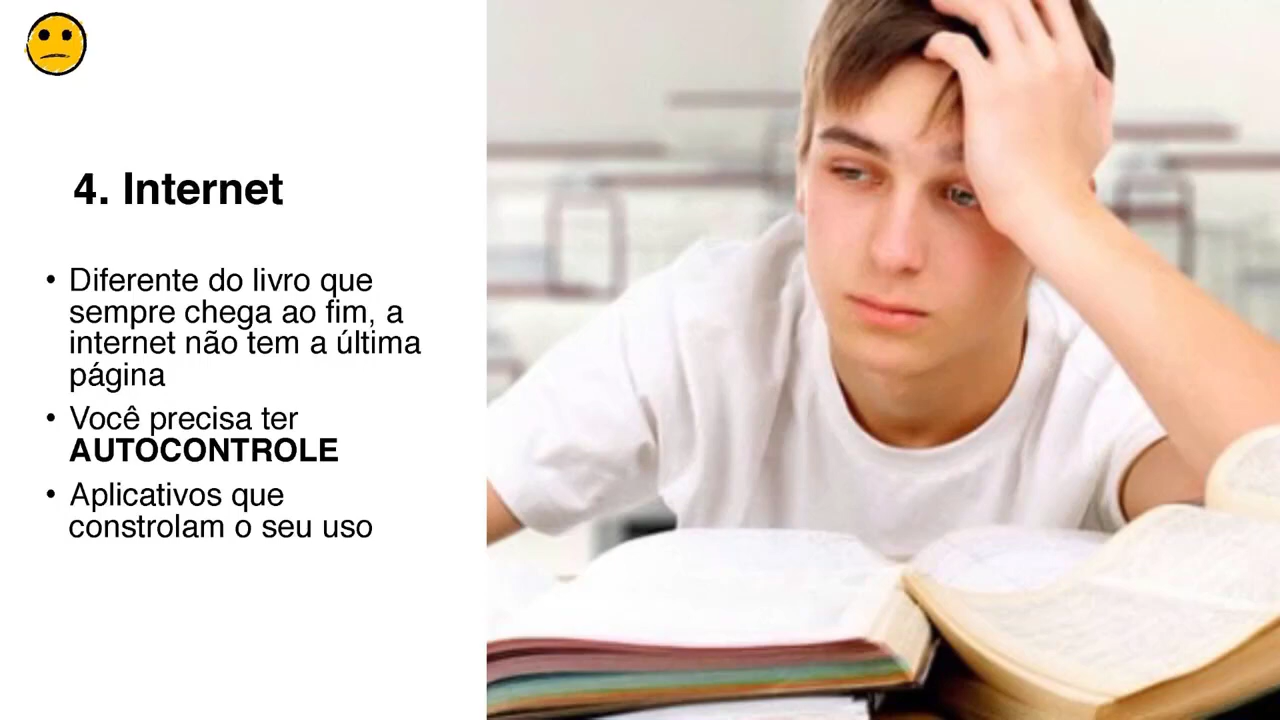 4. Internet
• Diferente do livro que
sempre chega ao fim, a
internet não tem a última
página
• Você precisa ter
AUTOCONTROLE
• Aplicativos que
constrolam o seu uso